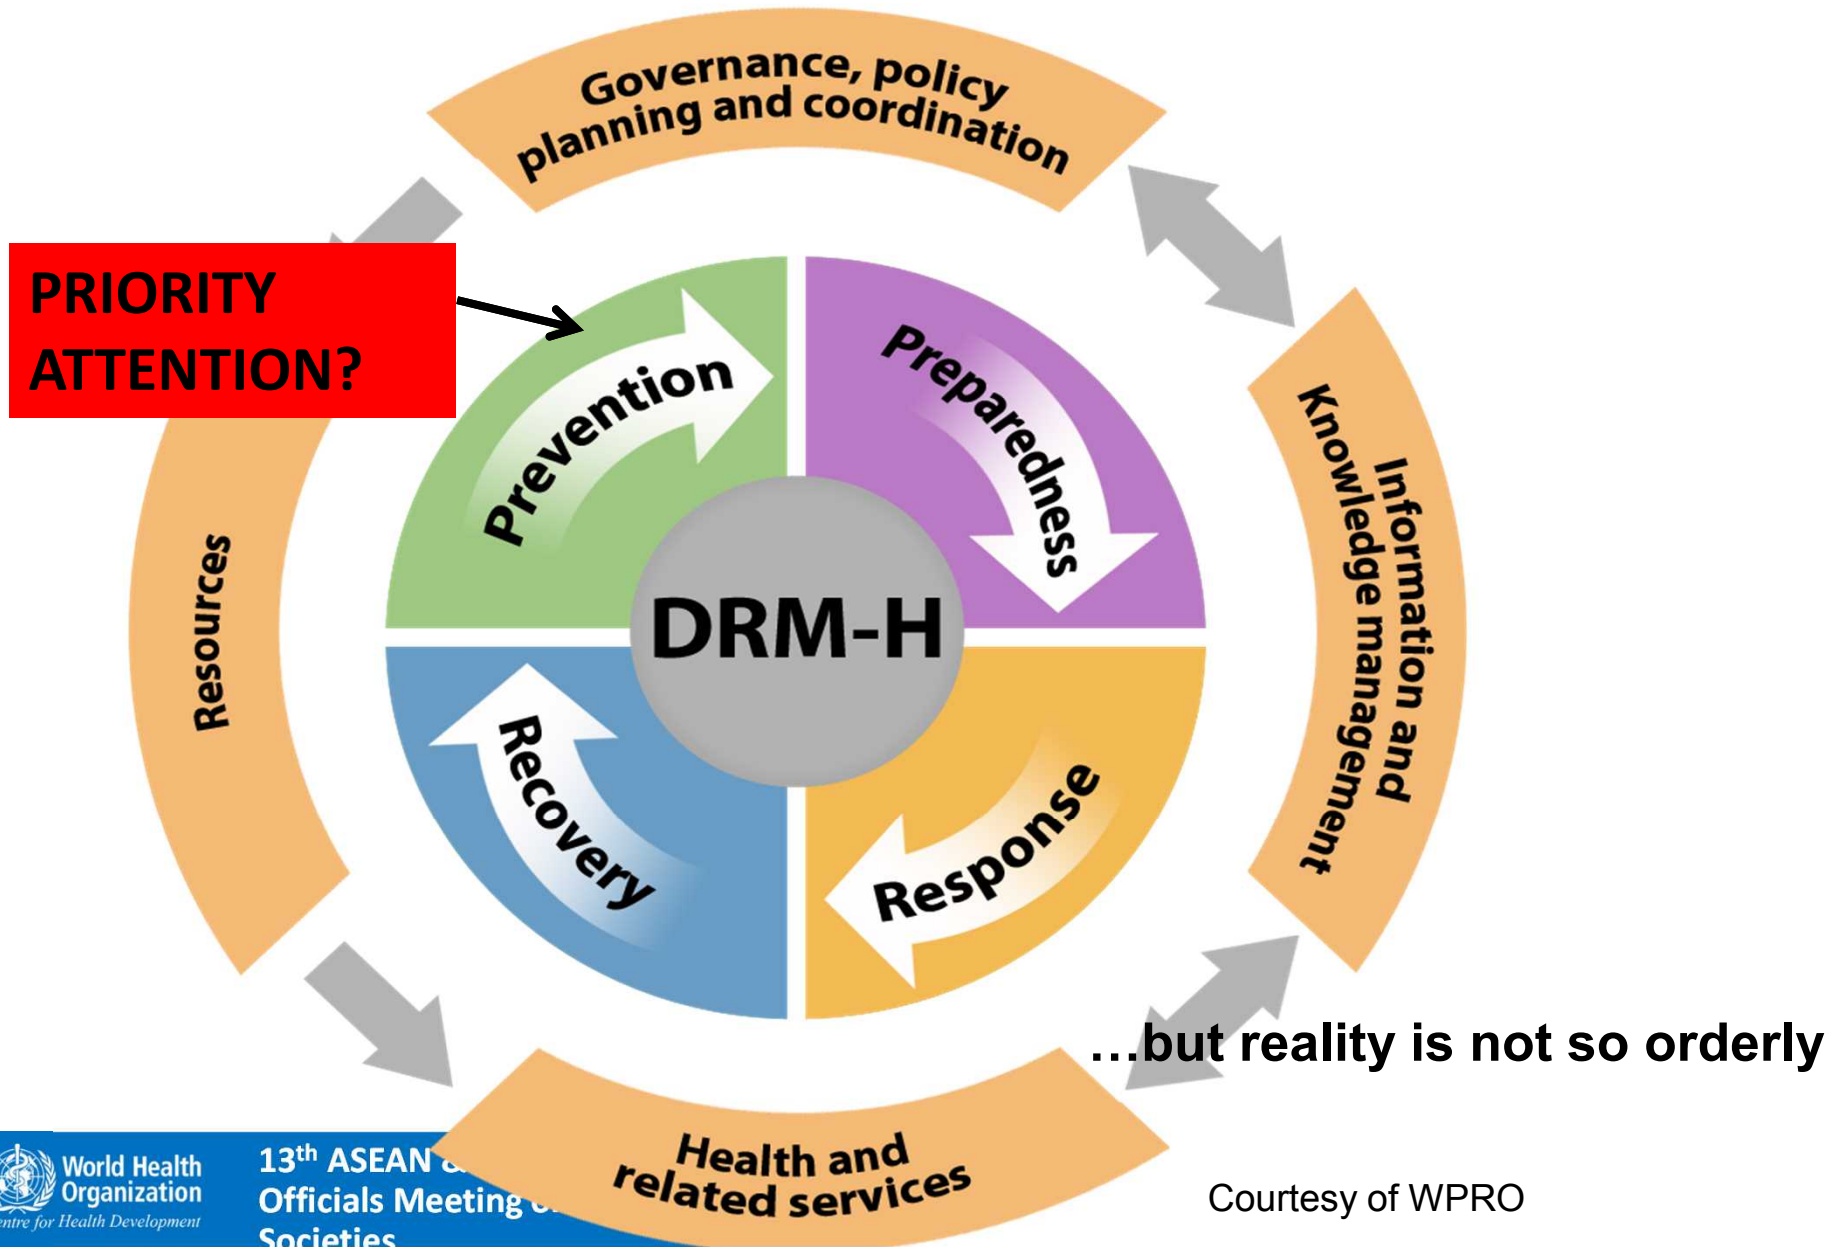 Governance, policy
planning and coordination
PRIORITY
ATTENTION?
Prevention
Preparedness
Information and
Knowledge management
Resources
DRM-H
Recovery
Response
…but reality is not so orderly
Health and
related services
World Health
Organization
Centre for Health Development
13th ASEAN &
Officials Meeting
Societies
Courtesy of WPRO